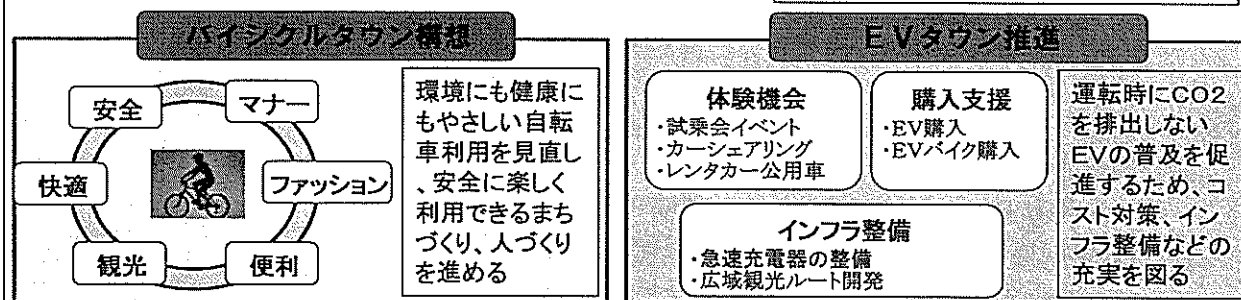 バイシクルタウン構想
安全
マナー
快適
ファッション
観光
便利
環境にも健康に
もやさしい自転
車利用を見直し
、安全に楽しく
利用できるまち
づくり、人づくり
を進める
EVタウン推進
体験機会
・試乗会イベント
・カーシェアリング
・レンタカー公用車
購入支援
・EV購入
・EVバイク購入
インフラ整備
・急速充電器の整備
・広域観光ルート開発
運転時にCO2
を排出しない
EVの普及を促
進するため、コ
スト対策、イン
フラ整備などの
充実を図る